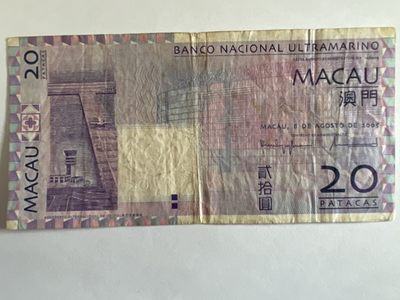 20
PATACAS
MACAU
BANCO NACIONAL ULTRAMARINO
MACAU
澳門
MACAU, 8 DE AGOSTO DE 2005
貳拾圓
20
PATACAS